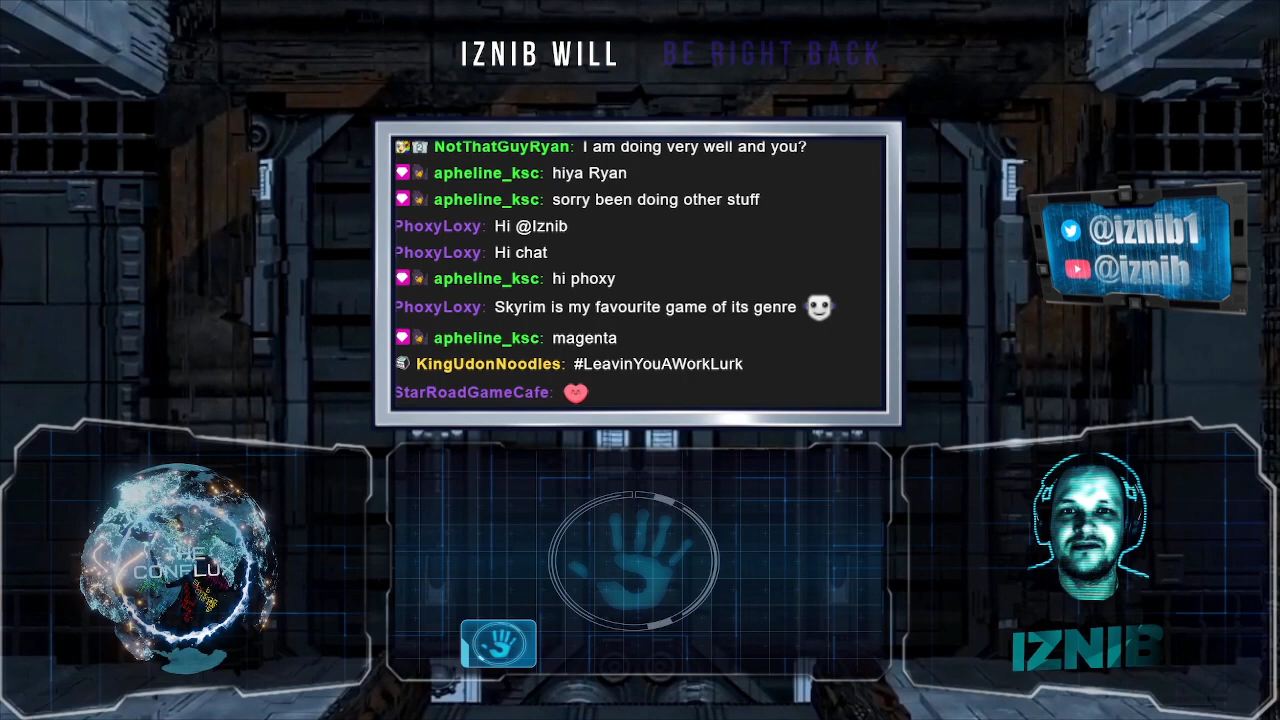 IZNIB WILL BE RIGHT BACK
NotThatGuyRyan: I am doing very well and you?
apheline_ksc: hiya Ryan
apheline_ksc: sorry been doing other stuff
PhoxyLoxy: Hi @Iznib
PhoxyLoxy: Hi chat
apheline_ksc: hi phoxy
PhoxyLoxy: Skyrim is my favourite game of its genre
apheline_ksc: magenta
KingUdonNoodles: #LeavinYouAWorkLurk
StarRoadGameCafe:
@iznib1
@iznib
THE
CONFLUX
IZNIB